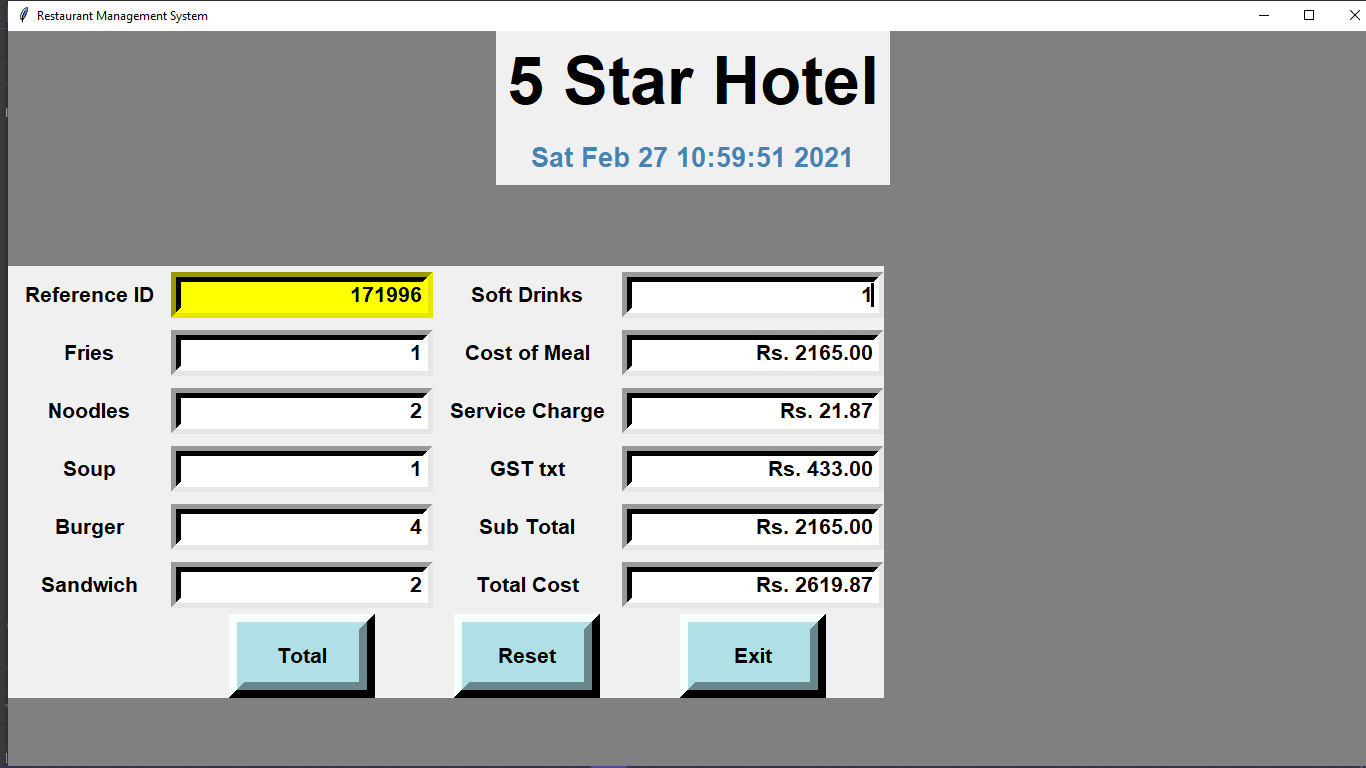 Restaurant Management System
5 Star Hotel
Sat Feb 27 10:59:51 2021
Reference ID 171996 Soft Drinks 1
Fries 1 Cost of Meal Rs. 2165.00
Noodles 2 Service Charge Rs. 21.87
Soup 1 GST txt Rs. 433.00
Burger 4 Sub Total Rs. 2165.00
Sandwich 2 Total Cost Rs. 2619.87
Total Reset Exit